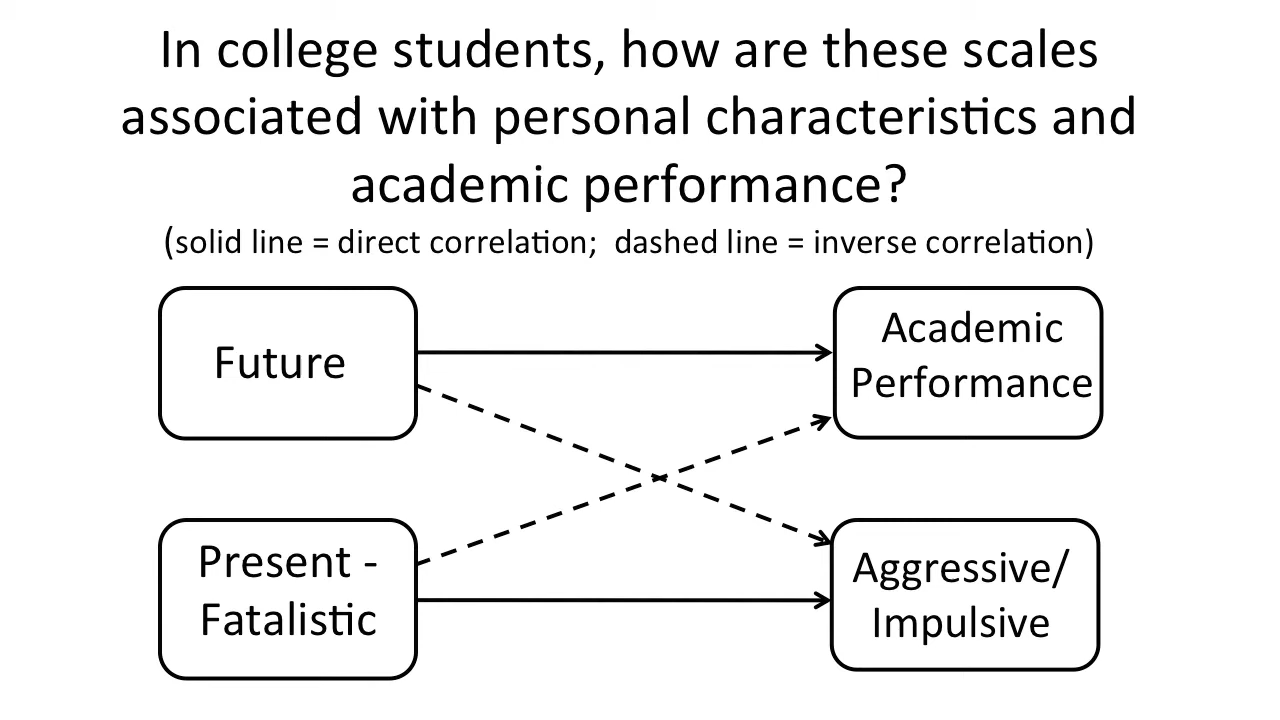 In college students, how are these scales
associated with personal characteristics and
academic performance?
(solid line = direct correlation;  dashed line = inverse correlation)
Future
Academic
Performance
Present -
Fatalistic
Aggressive/
Impulsive